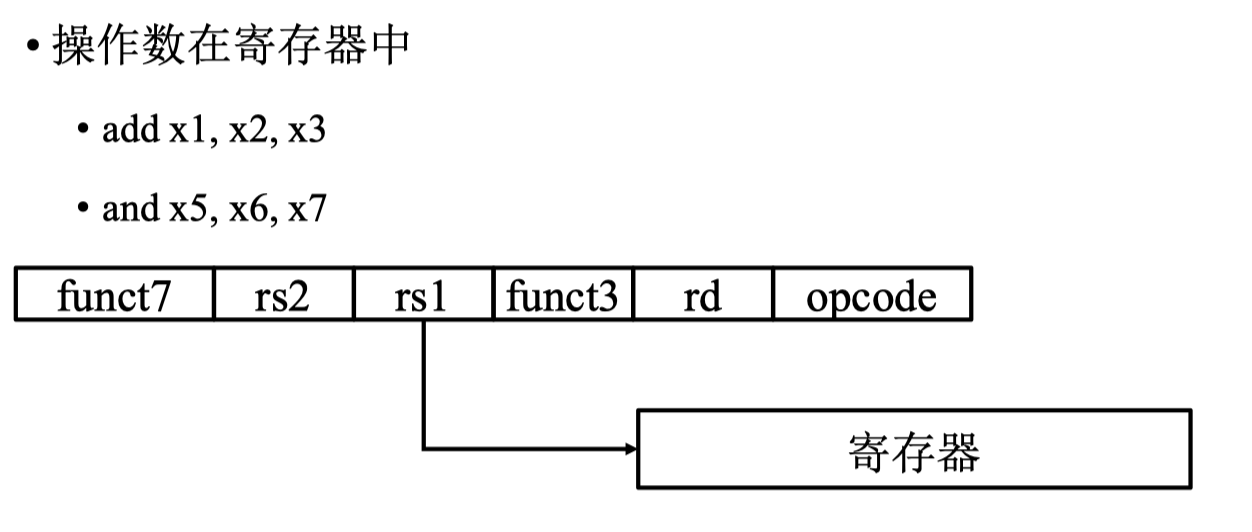 • 操作数在寄存器中
• add x1, x2, x3
• and x5, x6, x7
funct7 rs2 rs1 funct3 rd opcode
寄存器